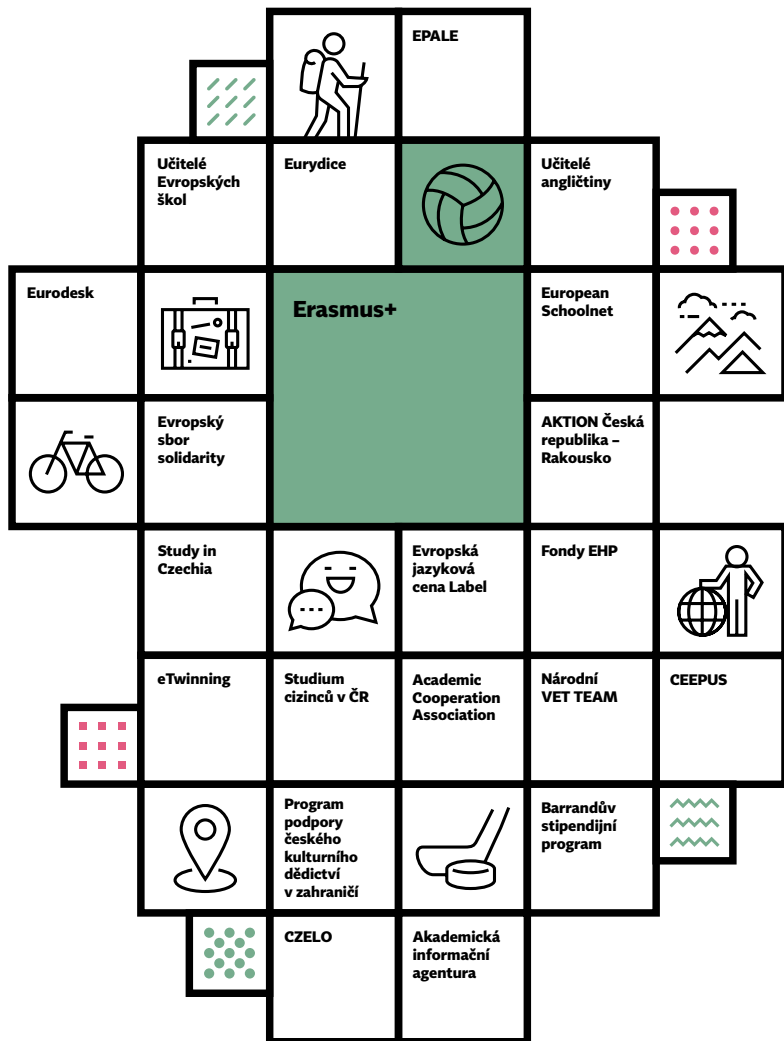 EPALE
Učitelé
Evropských
škol
Eurydice
Učitelé
angličtiny
Eurodesk
Erasmus+
European
Schoolnet
Evropský
sbor
solidarity
AKTION Česká
republika –
Rakousko
Study in
Czechia
Evropská
jazyková
cena Label
Fondy EHP
eTwinning
Studium
cizinců v ČR
Academic
Cooperation
Association
Národní
VET TEAM
CEEPUS
Program
podpory
českého
kulturního
dědictví
v zahraničí
Barrandův
stipendijní
program
CZELO
Akademická
informační
agentura